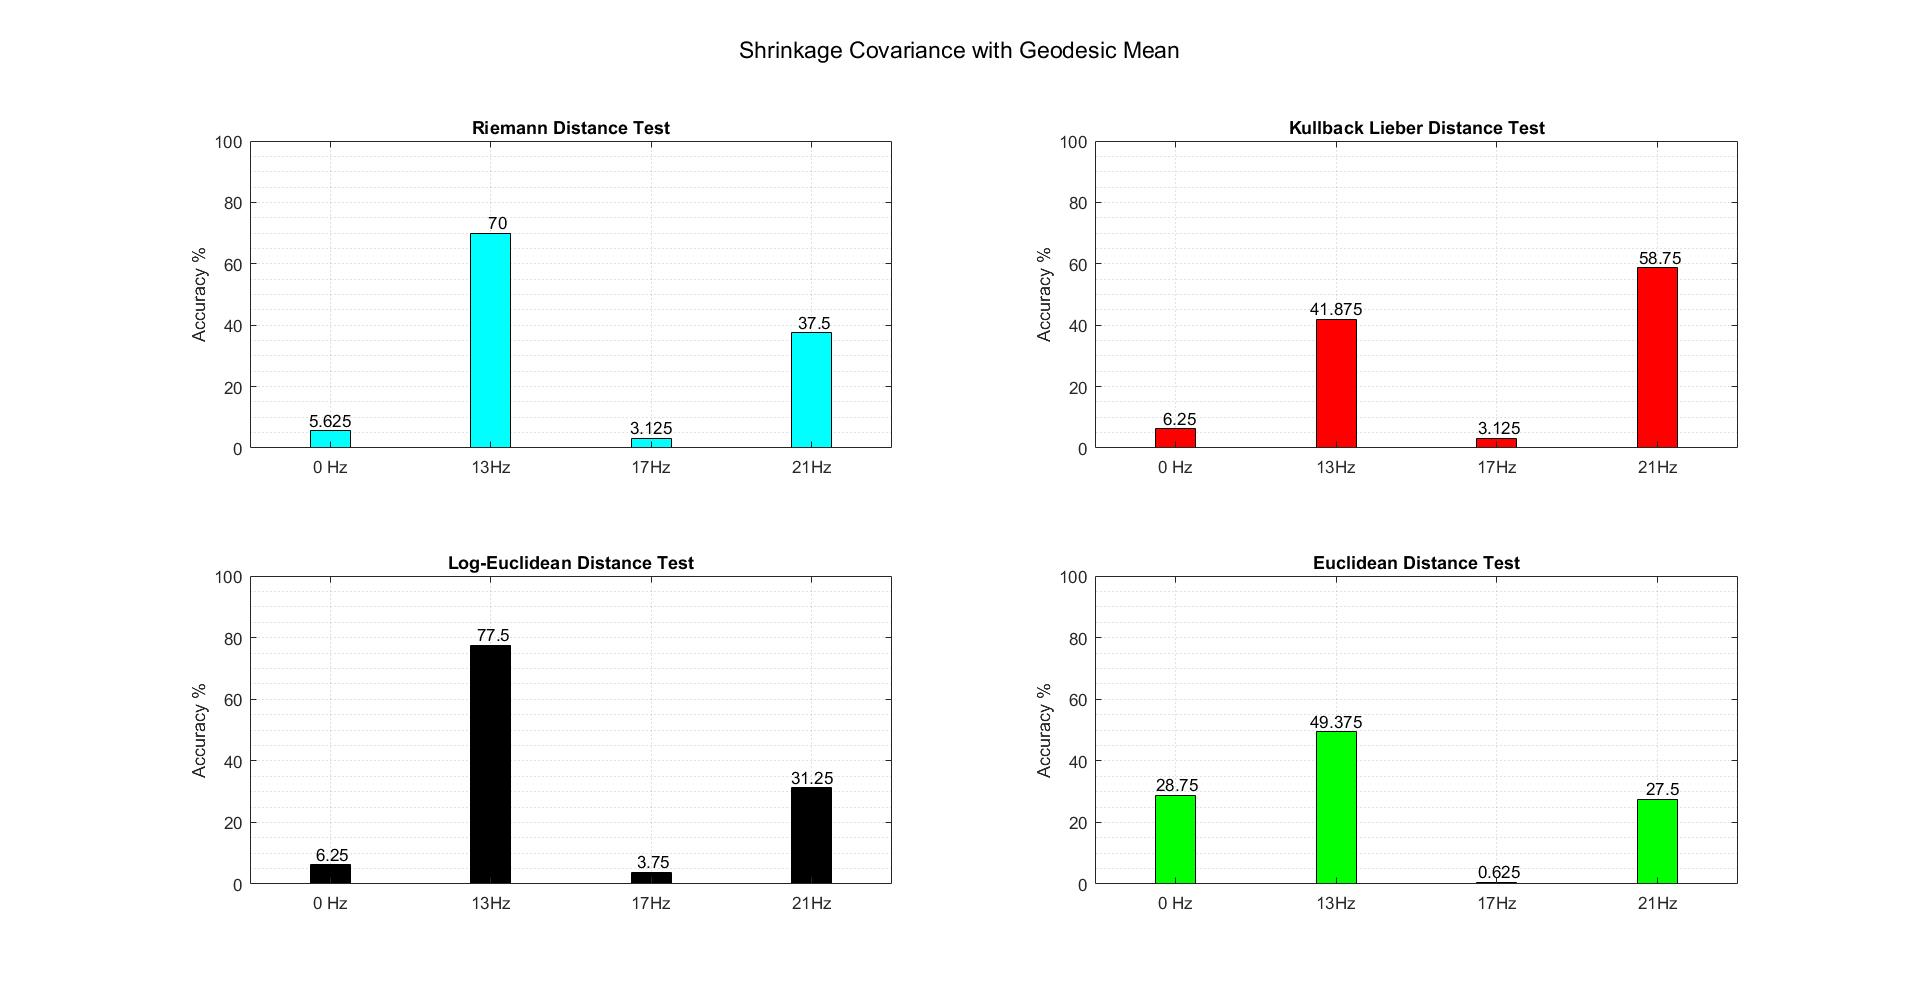 Shrinkage Covariance with Geodesic Mean
Riemann Distance Test
100
80
60
40
20
0
Accuracy %
5.625
70
3.125
37.5
0 Hz
13Hz
17Hz
21Hz
Kullback Lieber Distance Test
100
80
60
40
20
0
Accuracy %
6.25
41.875
3.125
58.75
0 Hz
13Hz
17Hz
21Hz
Log-Euclidean Distance Test
100
80
60
40
20
0
Accuracy %
6.25
77.5
3.75
31.25
0 Hz
13Hz
17Hz
21Hz
Euclidean Distance Test
100
80
60
40
20
0
Accuracy %
28.75
49.375
0.625
27.5
0 Hz
13Hz
17Hz
21Hz